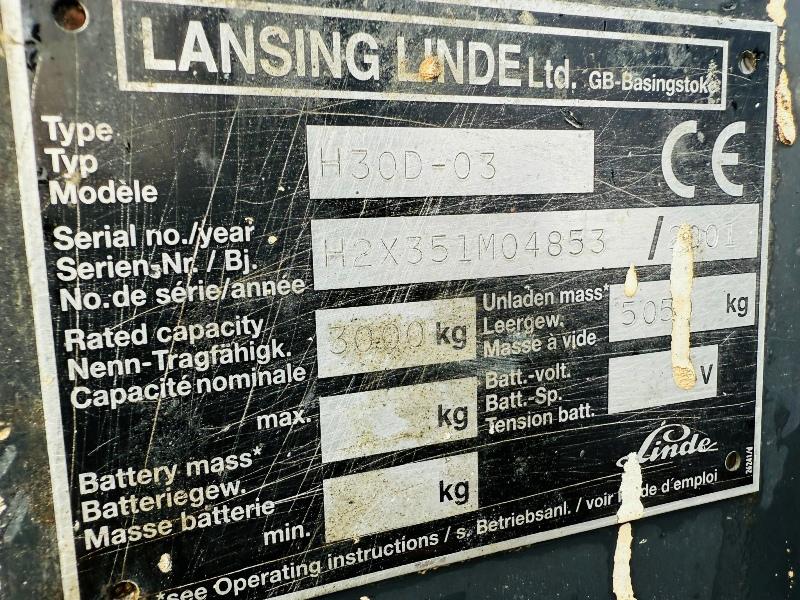 LANSING LINDE Ltd. GB-Basingstoke
Type
Typ
Modèle
H30D-03
CE
Serial no./year
Serien.Nr. / Bj.
No.de série/année
H2X351M04853 / 2001
Rated capacity
Nenn-Tragfähigk.
Capacité nominale
3000 kg
Unladen mass*
Leergew.
Masse à vide
kg
max. kg
Batt.-volt.
Batt.-Sp.
Tension batt.
V
Battery mass*
Batteriegew.
Masse batterie
min. kg
Linde
*see Operating instructions / s. Betriebsanl. / voir d'emploi